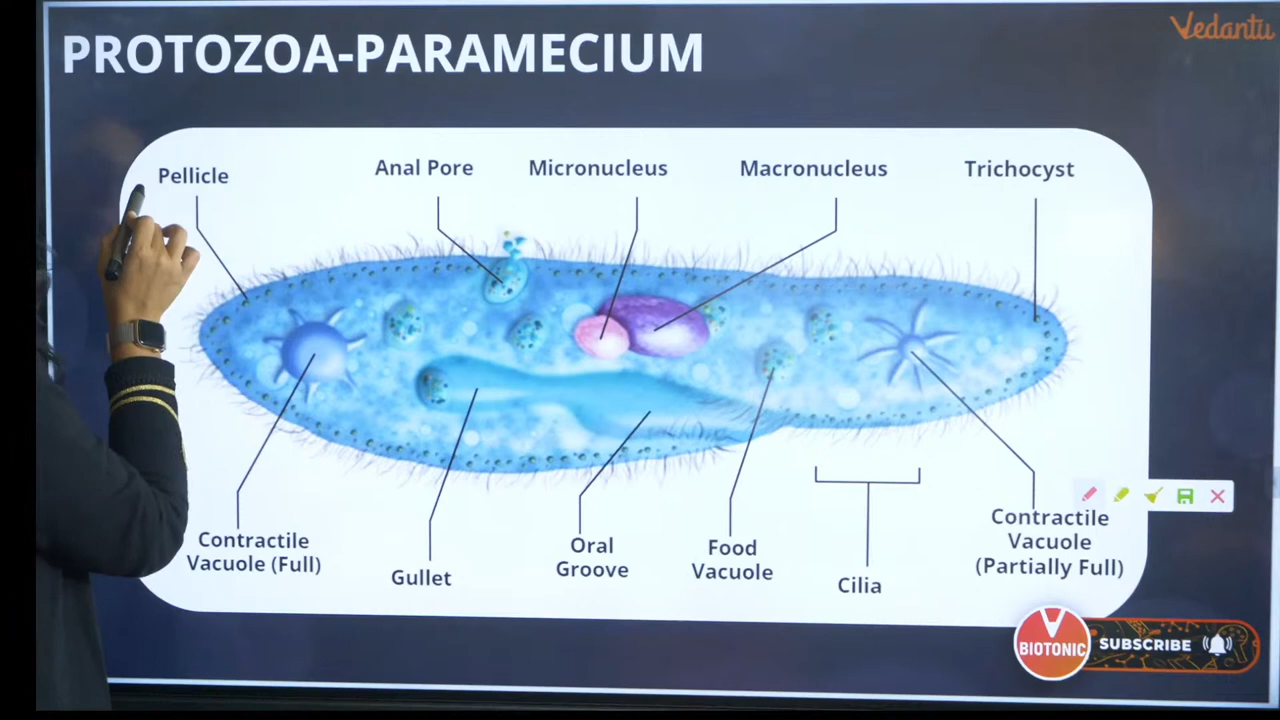 Vedantu
PROTOZOA-PARAMECIUM
Pellicle
Anal Pore
Micronucleus
Macronucleus
Trichocyst
Contractile
Vacuole (Full)
Gullet
Oral
Groove
Food
Vacuole
Cilia
Contractile
Vacuole
(Partially Full)
BIOTONIC
SUBSCRIBE